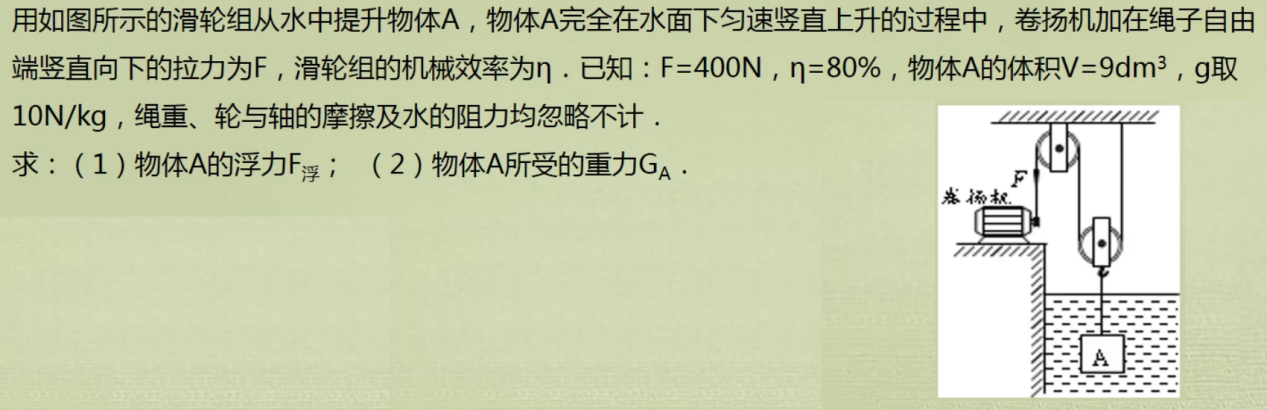 用如图所示的滑轮组从水中提升物体A，物体A完全在水面下匀速竖直上升的过程中，卷扬机加在绳子自由
端竖直向下的拉力为F，滑轮组的机械效率为η．已知：F=400N，η=80%，物体A的体积V=9dm³，g取
10N/kg，绳重、轮与轴的摩擦及水的阻力均忽略不计．
求：（1）物体A的浮力F浮；（2）物体A所受的重力GA．
F
卷扬机
A